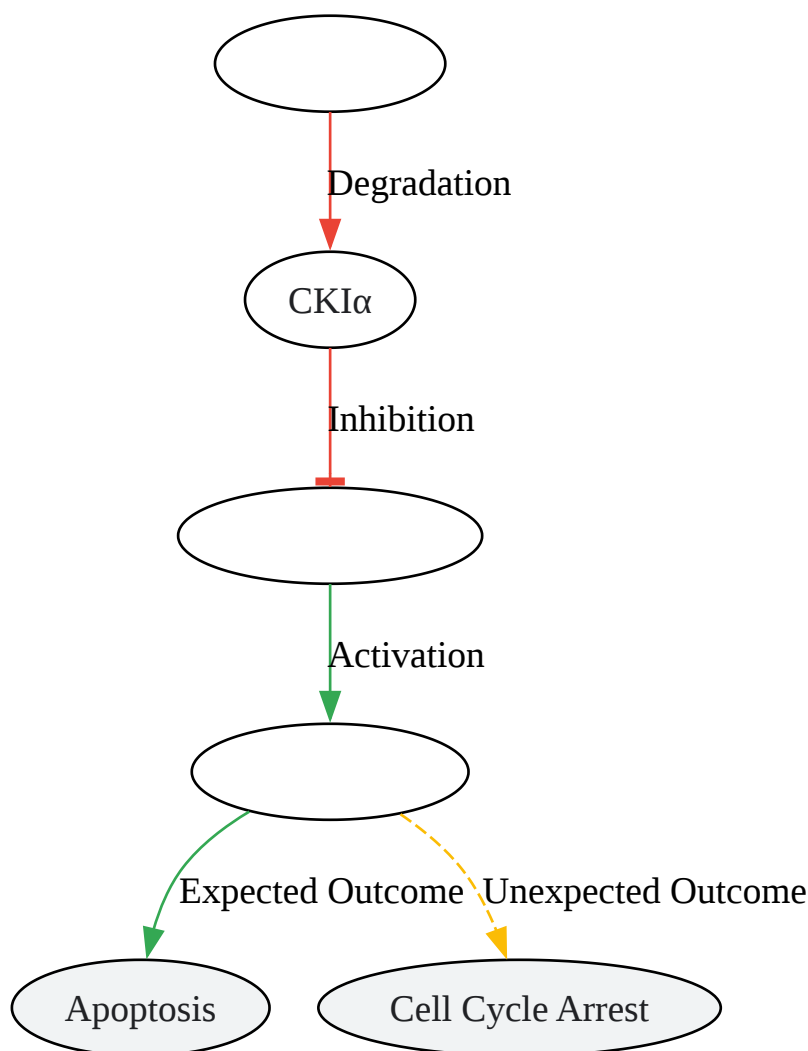 Degradation
CKIα
Inhibition
Activation
Expected Outcome
Unexpected Outcome
Apoptosis
Cell Cycle Arrest